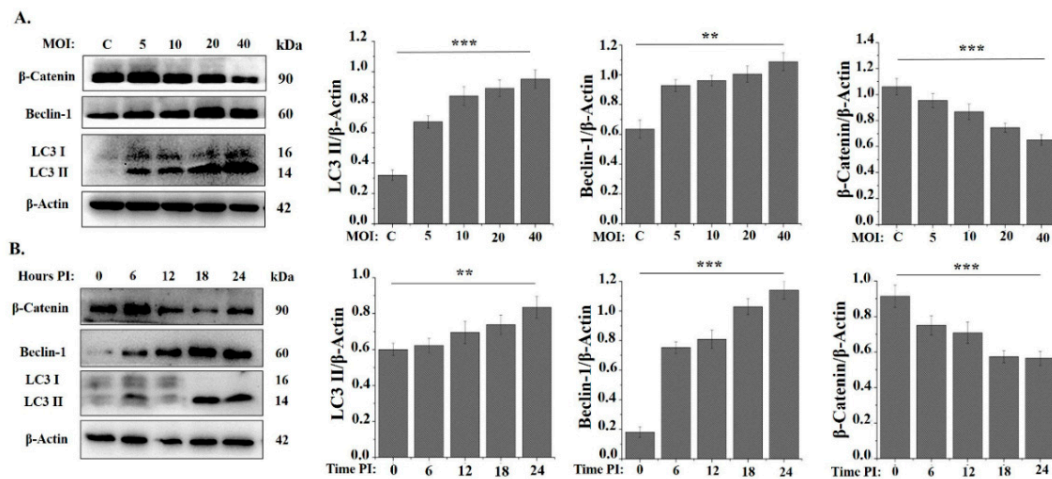 A.
MOI: C 5 10 20 40 kDa
β-Catenin 90
Beclin-1 60
LC3 I 16
LC3 II 14
β-Actin 42
LC3 II/β-Actin
1.2
1.0
0.8
0.6
0.4
0.2
0.0
***
MOI: C 5 10 20 40
Beclin-1/β-Actin
1.2
1.0
0.8
0.6
0.4
0.2
0.0
**
MOI: C 5 10 20 40
β-Catenin/β-Actin
1.4
1.2
1.0
0.8
0.6
0.4
0.2
0.0
***
MOI: C 5 10 20 40
B.
Hours PI: 0 6 12 18 24 kDa
β-Catenin 90
Beclin-1 60
LC3 I 16
LC3 II 14
β-Actin 42
LC3 II/β-Actin
1.0
0.8
0.6
0.4
0.2
0.0
**
Time PI: 0 6 12 18 24
Beclin-1/β-Actin
1.2
1.0
0.8
0.6
0.4
0.2
0.0
***
Time PI: 0 6 12 18 24
β-Catenin/β-Actin
1.0
0.8
0.6
0.4
0.2
0.0
***
Time PI: 0 6 12 18 24